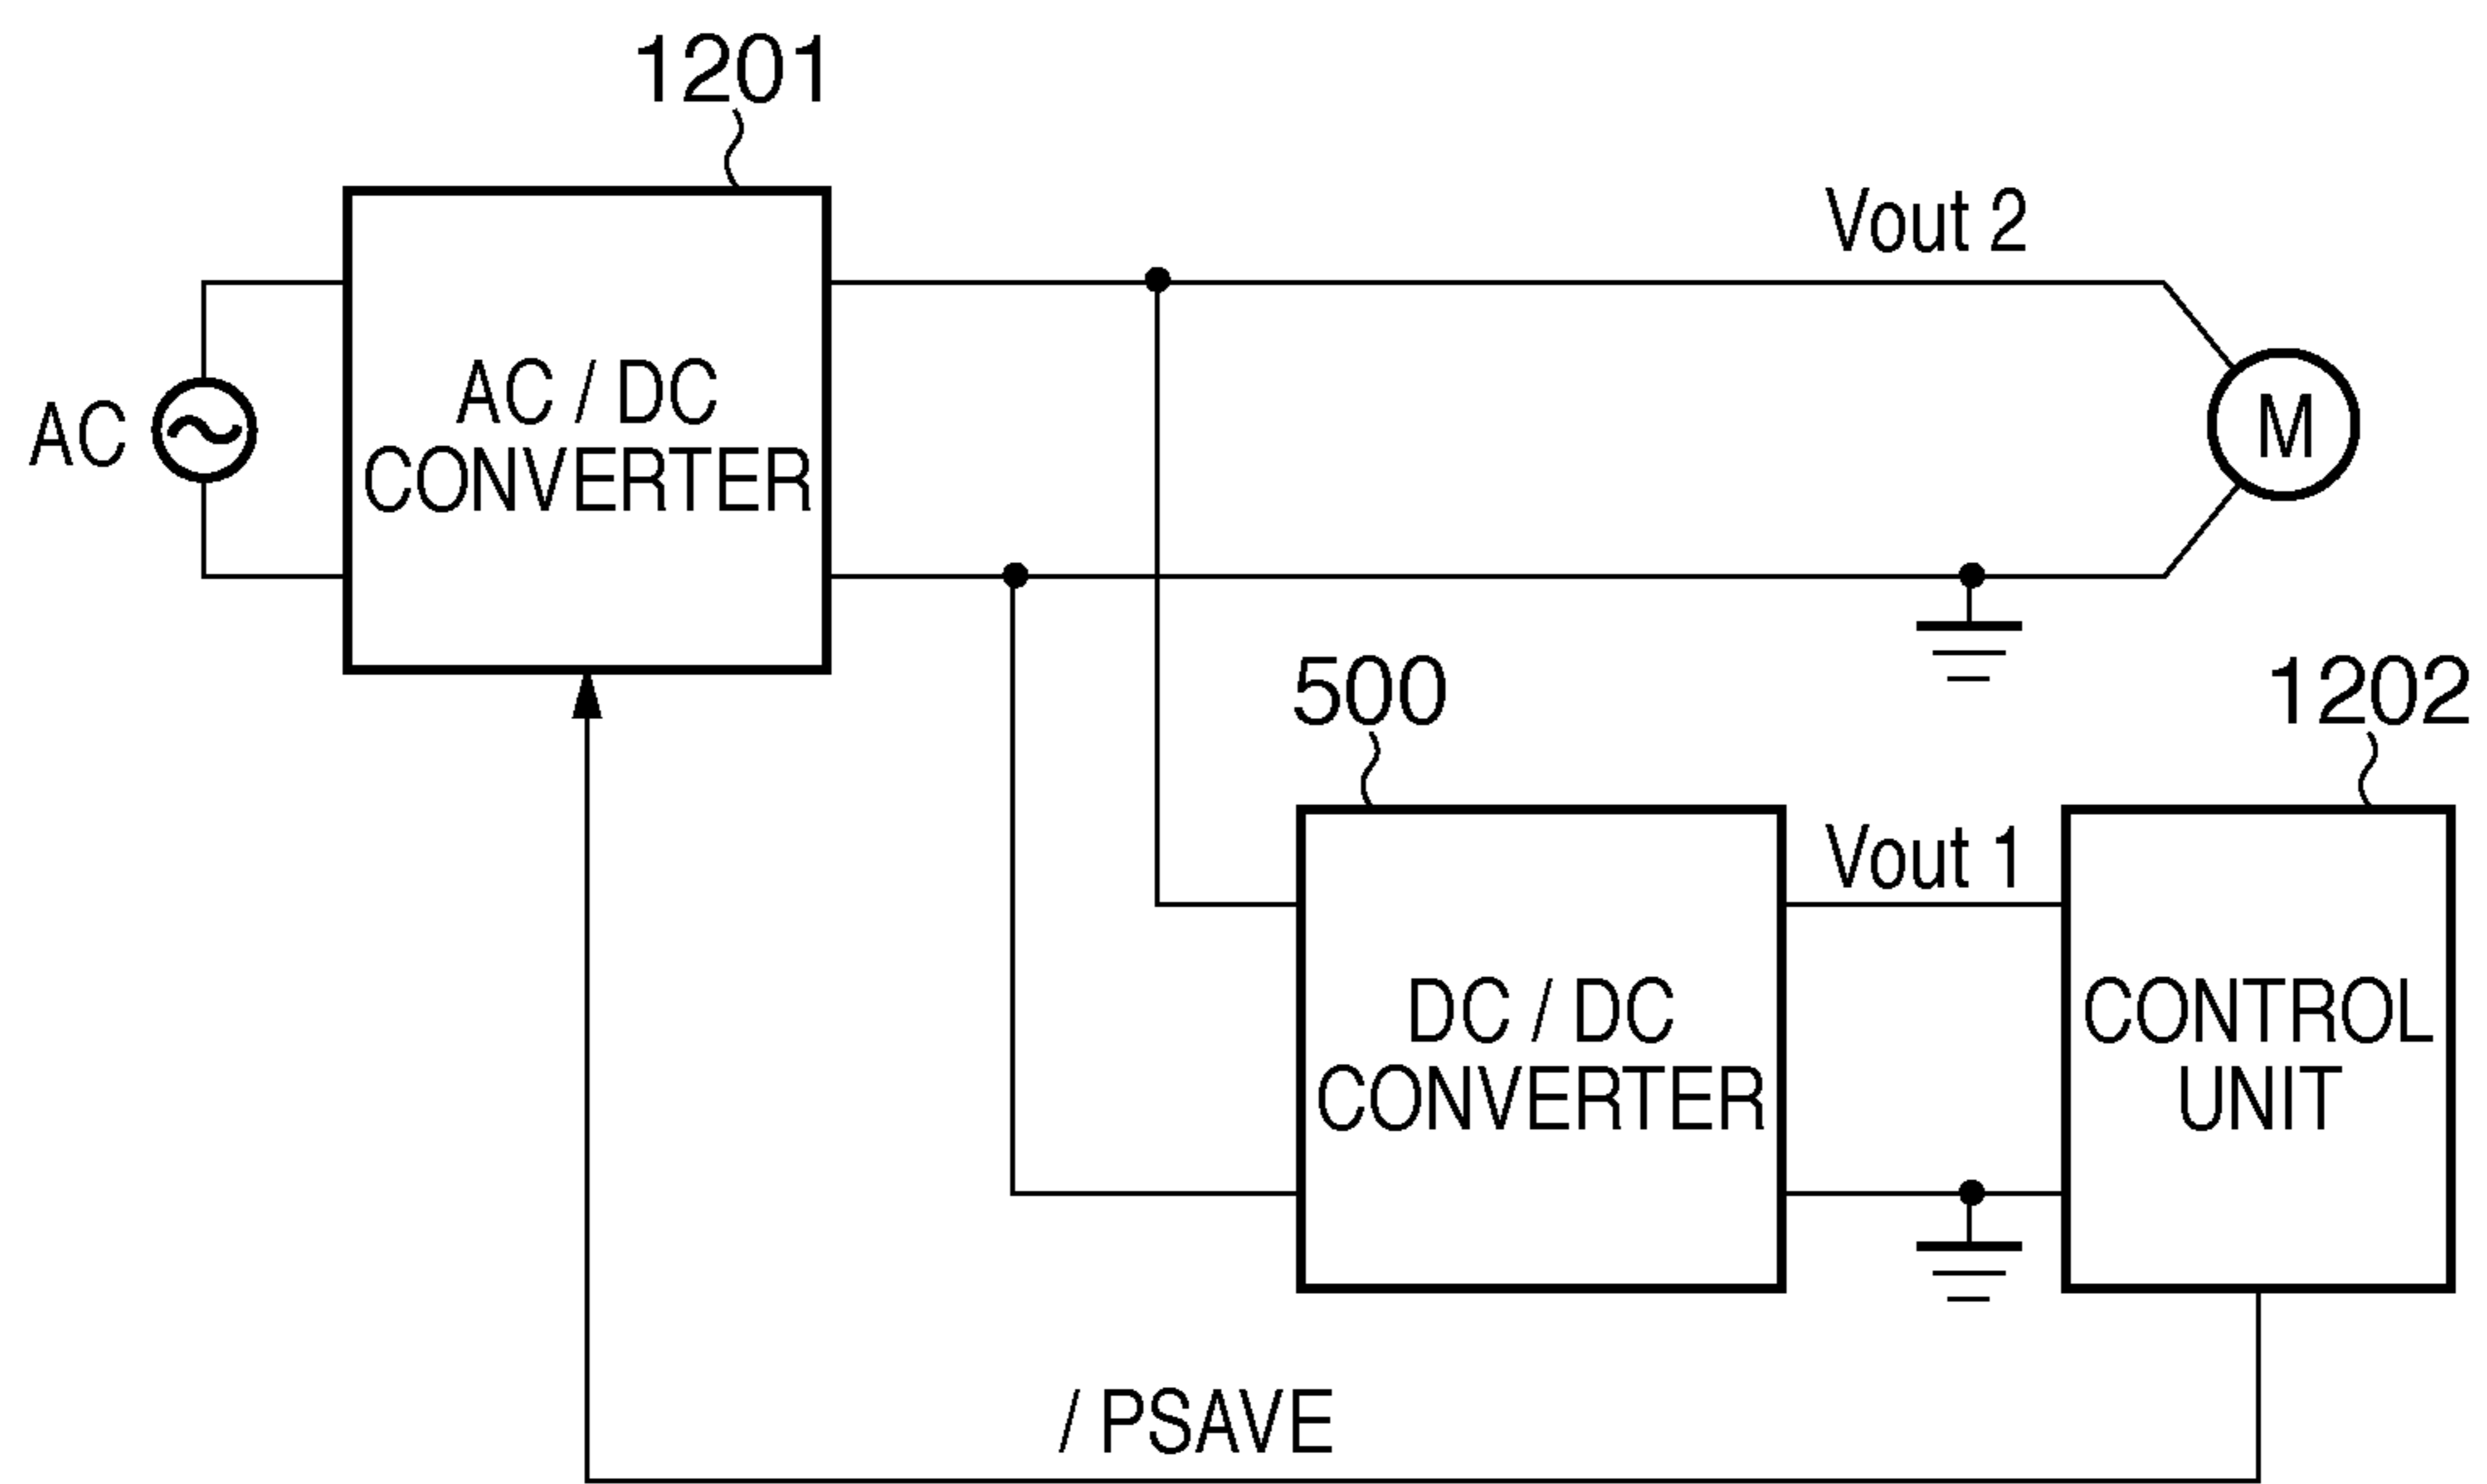 1201
Vout 2
AC
AC / DC
CONVERTER
M
500
1202
Vout 1
DC / DC
CONVERTER
CONTROL
UNIT
/ PSAVE